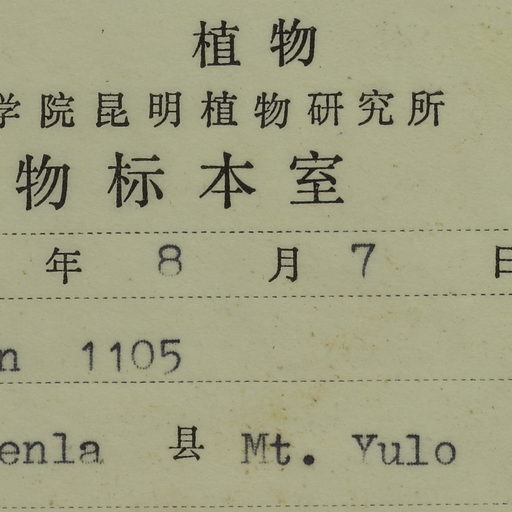 植物
学院昆明植物研究所
物标本室
年 8 月 7 日
n 1105
enla 县 Mt. Yulo